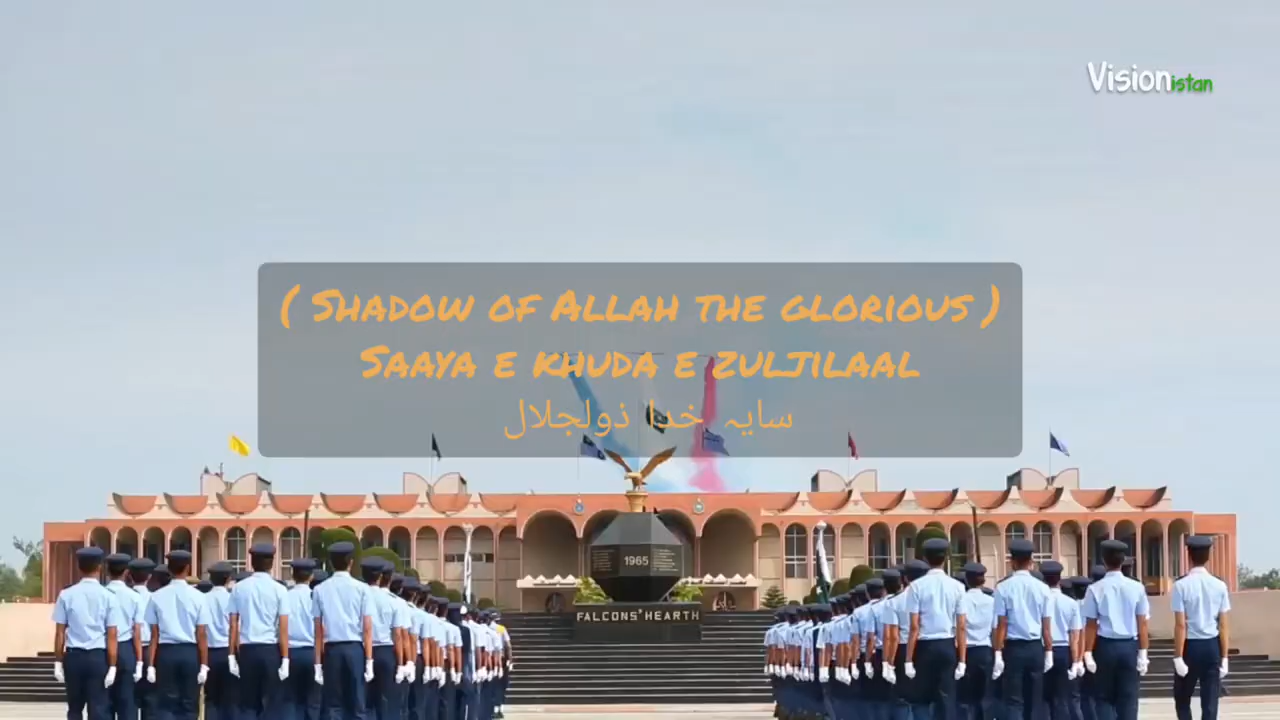 Visionistan
( Shadow of Allah the glorious )
Saaya e khuda e zuljilaal
سایہ خدا ذولجلال
1965
FALCONS' HEARTH